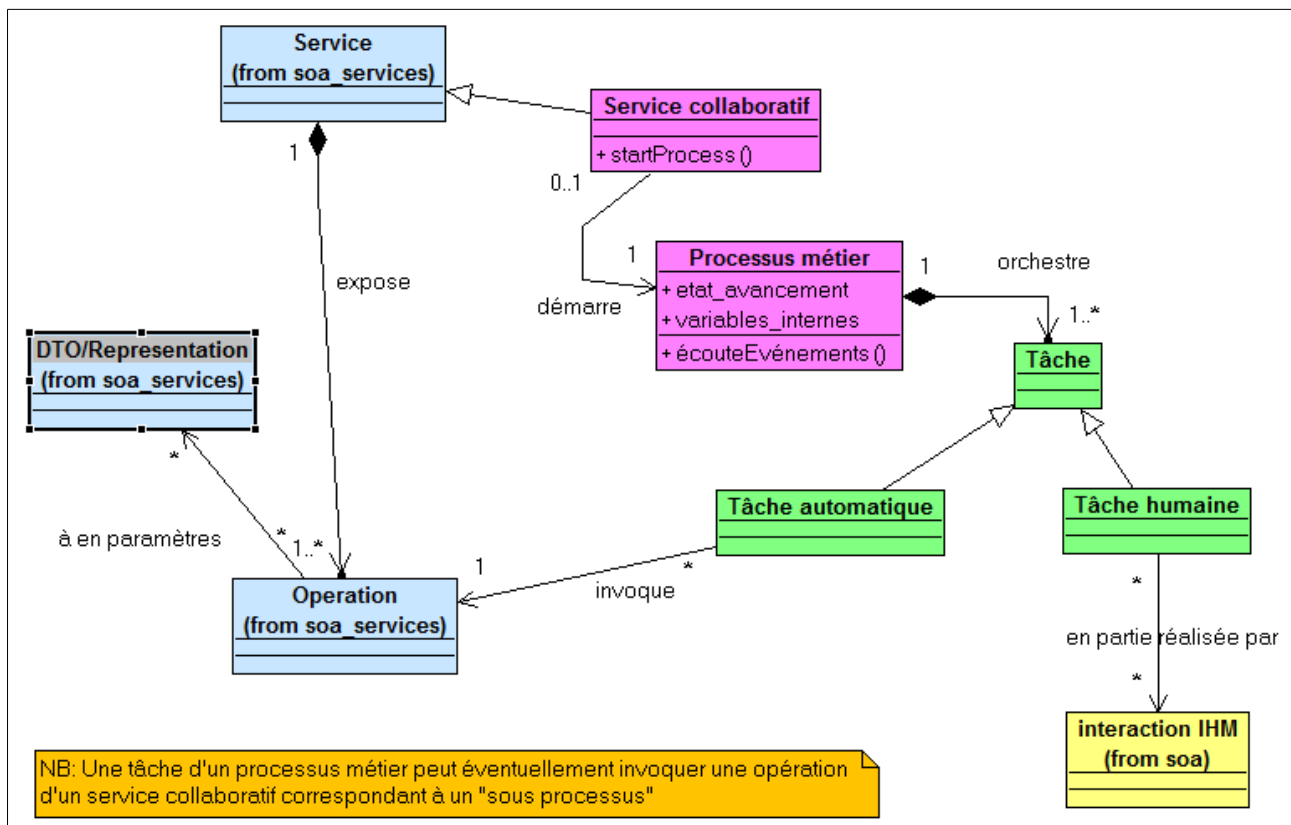 Service
(from soa_services)
Service collaboratif
+ startProcess ()
1
0..1
expose
démarre
1
Processus métier
+ etat_avancement
+ variables_internes
+ écouteEvénements ()
1
orchestre
1..*
Tâche
DTO/Representation
(from soa_services)
*
à en paramètres
*
1..*
Operation
(from soa_services)
1
invoque
*
Tâche automatique
Tâche humaine
*
en partie réalisée par
*
interaction IHM
(from soa)
NB: Une tâche d'un processus métier peut éventuellement invoquer une opération
d'un service collaboratif correspondant à un "sous processus"